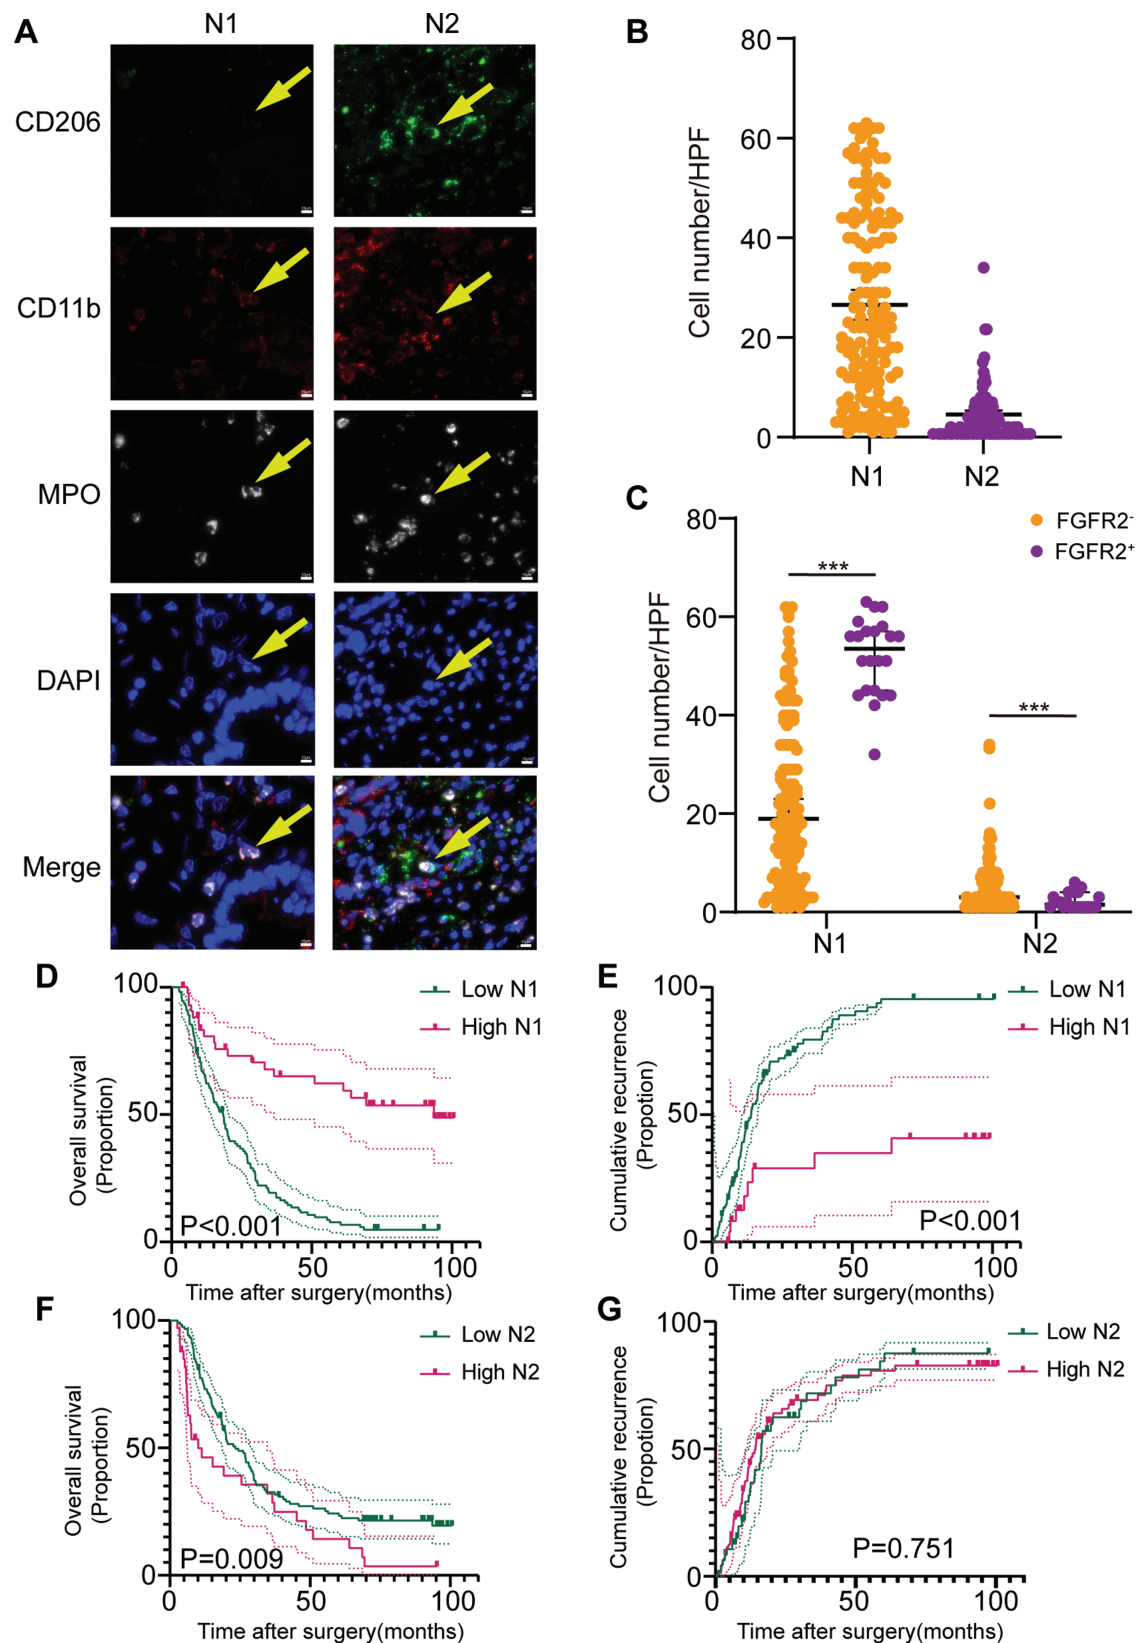 A
N1
N2
CD206
CD11b
MPO
DAPI
Merge
B
80
60
40
20
0
Cell number/HPF
N1
N2
C
80
60
40
20
0
Cell number/HPF
FGFR2-
FGFR2+
***
***
N1
N2
D
100
50
0
Overall survival
(Proportion)
Low N1
High N1
P<0.001
0
50
100
Time after surgery(months)
E
100
50
0
Cumulative recurrence
(Propotion)
Low N1
High N1
P<0.001
0
50
100
Time after surgery(months)
F
100
50
0
Overall survival
(Proportion)
Low N2
High N2
P=0.009
0
50
100
Time after surgery(months)
G
100
50
0
Cumulative recurrence
(Propotion)
Low N2
High N2
P=0.751
0
50
100
Time after surgery(months)